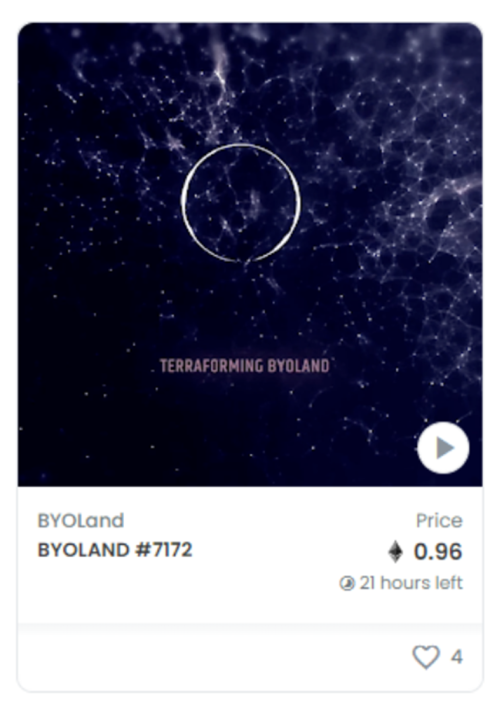 TERRAFORMING BYOLAND
BYOLand
Price
BYOLAND #7172
0.96
21 hours left
4